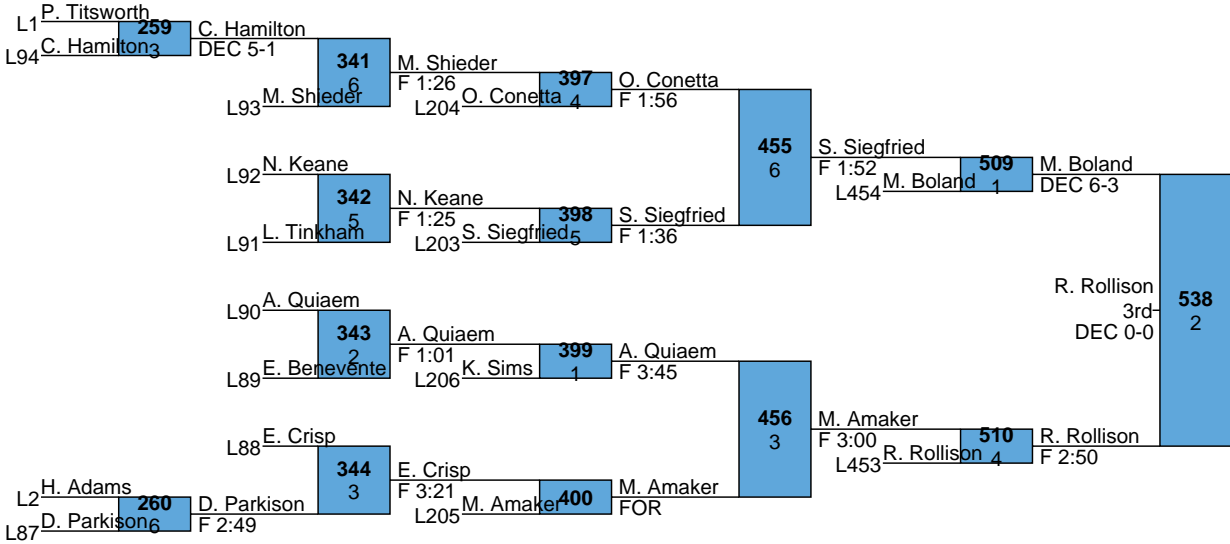 L1 P. Titsworth
259
3
L94 C. Hamilton
C. Hamilton
DEC 5-1
341
6
L93 M. Shieder
M. Shieder
F 1:26
397
4
L204 O. Conetta
O. Conetta
F 1:56
L92 N. Keane
342
5
L91 L. Tinkham
N. Keane
F 1:25
398
5
L203 S. Siegfried
S. Siegfried
F 1:36
455
6
S. Siegfried
F 1:52
509
1
L454 M. Boland
M. Boland
DEC 6-3
L90 A. Quiaem
343
2
L89 E. Benevente
A. Quiaem
F 1:01
399
1
L206 K. Sims
A. Quiaem
F 3:45
L88 E. Crisp
344
3
L2 H. Adams
260
6
L87 D. Parkison
D. Parkison
F 2:49
E. Crisp
F 3:21
400
L205 M. Amaker
M. Amaker
FOR
456
3
M. Amaker
F 3:00
510
4
L453 R. Rollison
R. Rollison
F 2:50
R. Rollison
3rd
DEC 0-0
538
2